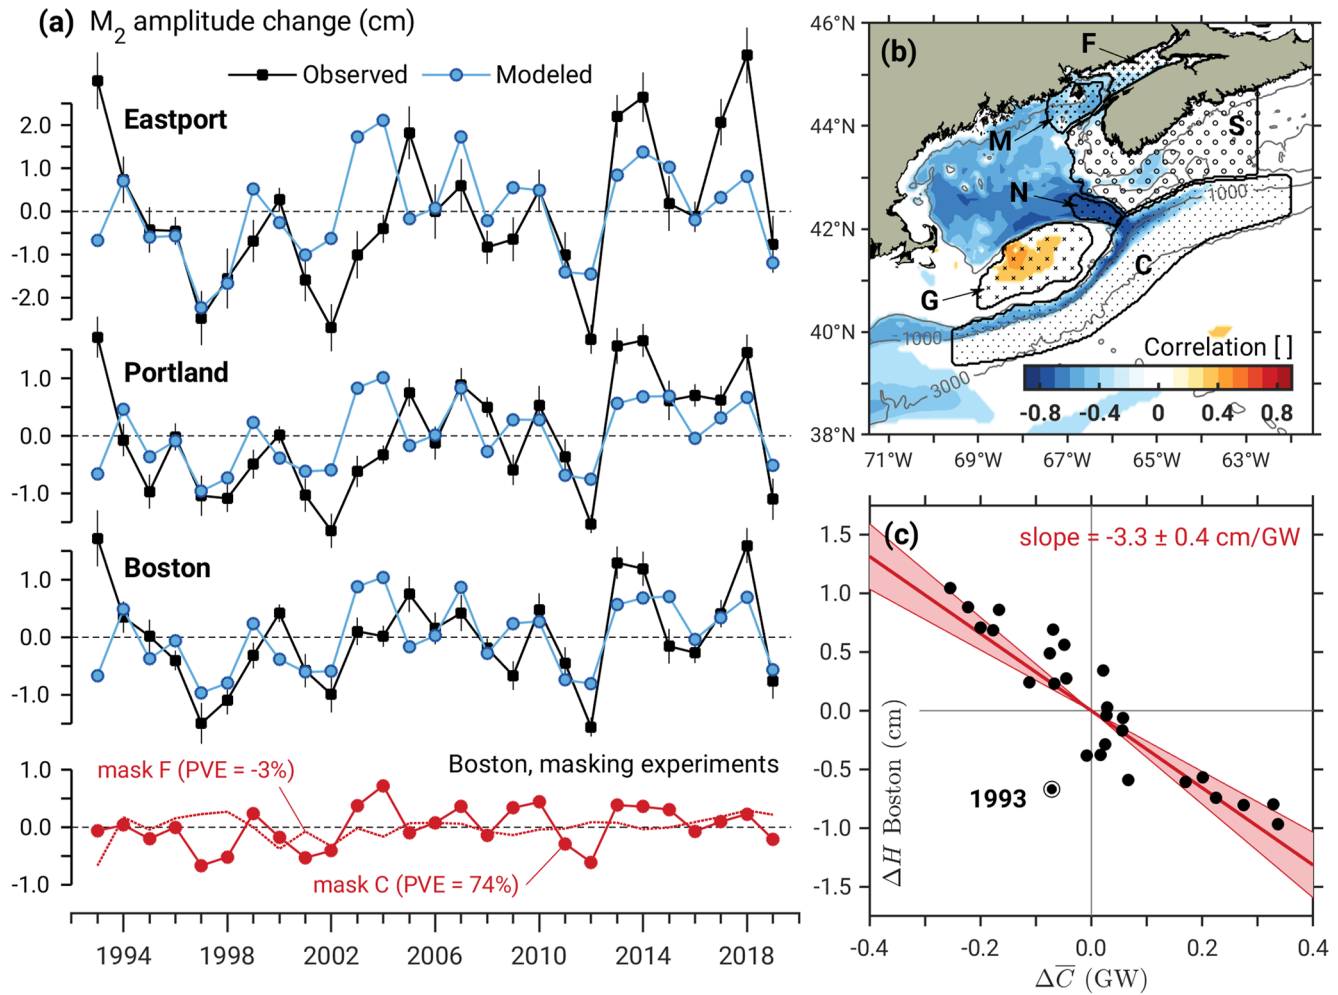 (a) M₂ amplitude change (cm)
Observed
Modeled
Eastport
2.0
1.0
0.0
-1.0
-2.0
Portland
1.0
0.0
-1.0
Boston
1.0
0.0
-1.0
Boston, masking experiments
mask F (PVE = -3%)
mask C (PVE = 74%)
1.0
0.0
-1.0
1994 1998 2002 2006 2010 2014 2018
(b)
46°N
44°N
42°N
40°N
38°N
71°W 69°W 67°W 65°W 63°W
F
S
M
N
C
G
1000
1000
3000
Correlation [ ]
-0.8 -0.4 0 0.4 0.8
(c)
slope = -3.3 ± 0.4 cm/GW
1.5
1.0
0.5
0.0
-0.5
-1.0
-1.5
ΔH Boston (cm)
1993
-0.4 -0.2 0.0 0.2 0.4
ΔC̅ (GW)